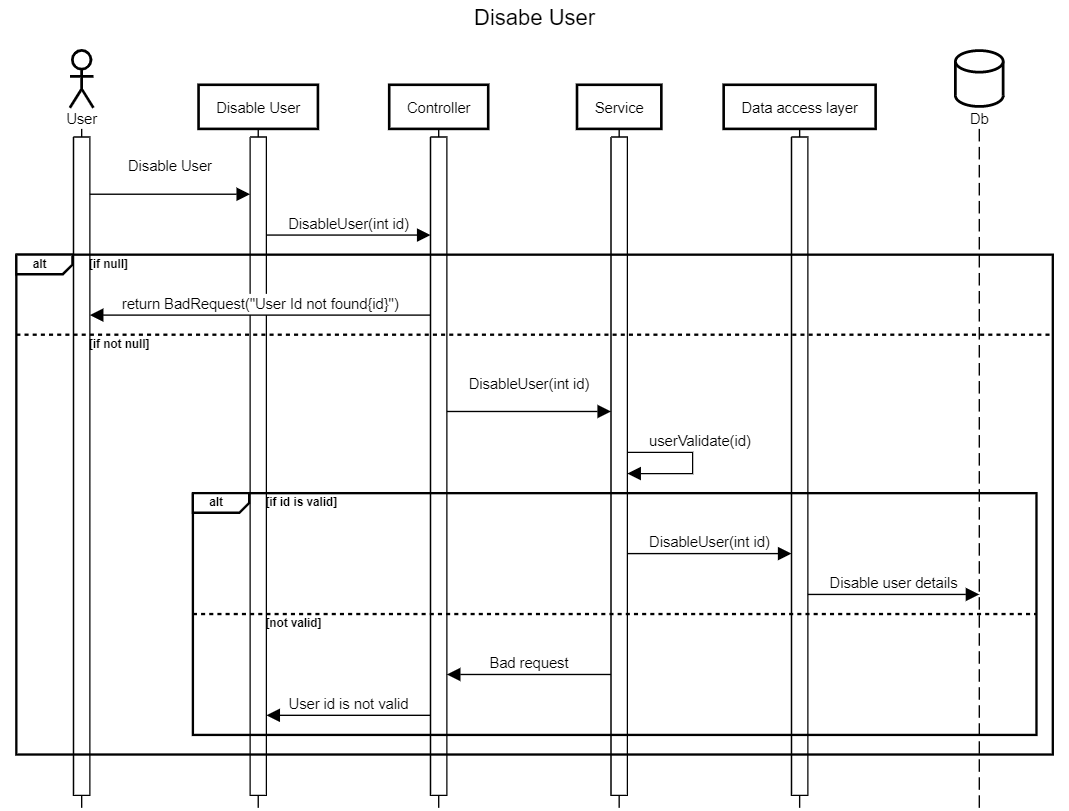 Disabe User
User
Disable User
Controller
Service
Data access layer
Db
Disable User
DisableUser(int id)
alt
[if null]
return BadRequest("User Id not found{id}")
[if not null]
DisableUser(int id)
userValidate(id)
alt
[if id is valid]
DisableUser(int id)
Disable user details
[not valid]
Bad request
User id is not valid